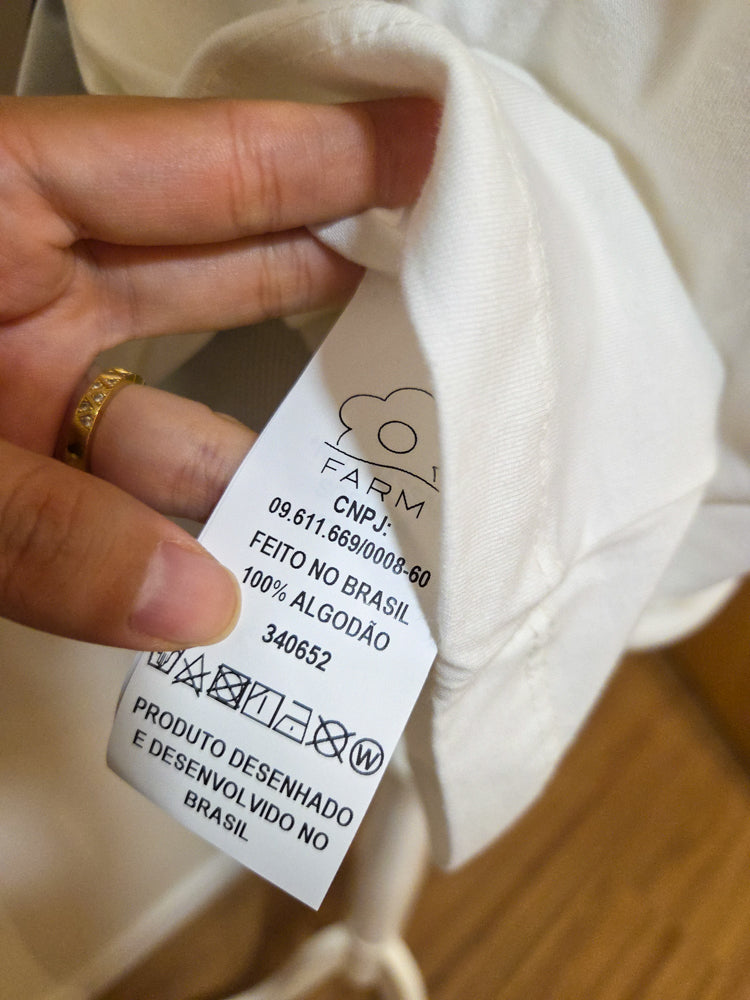 FARM
CNPJ:
09.611.669/0008-60
FEITO NO BRASIL
100% ALGODÃO
340652
W
PRODUTO DESENHADO
E DESENVOLVIDO NO
BRASIL